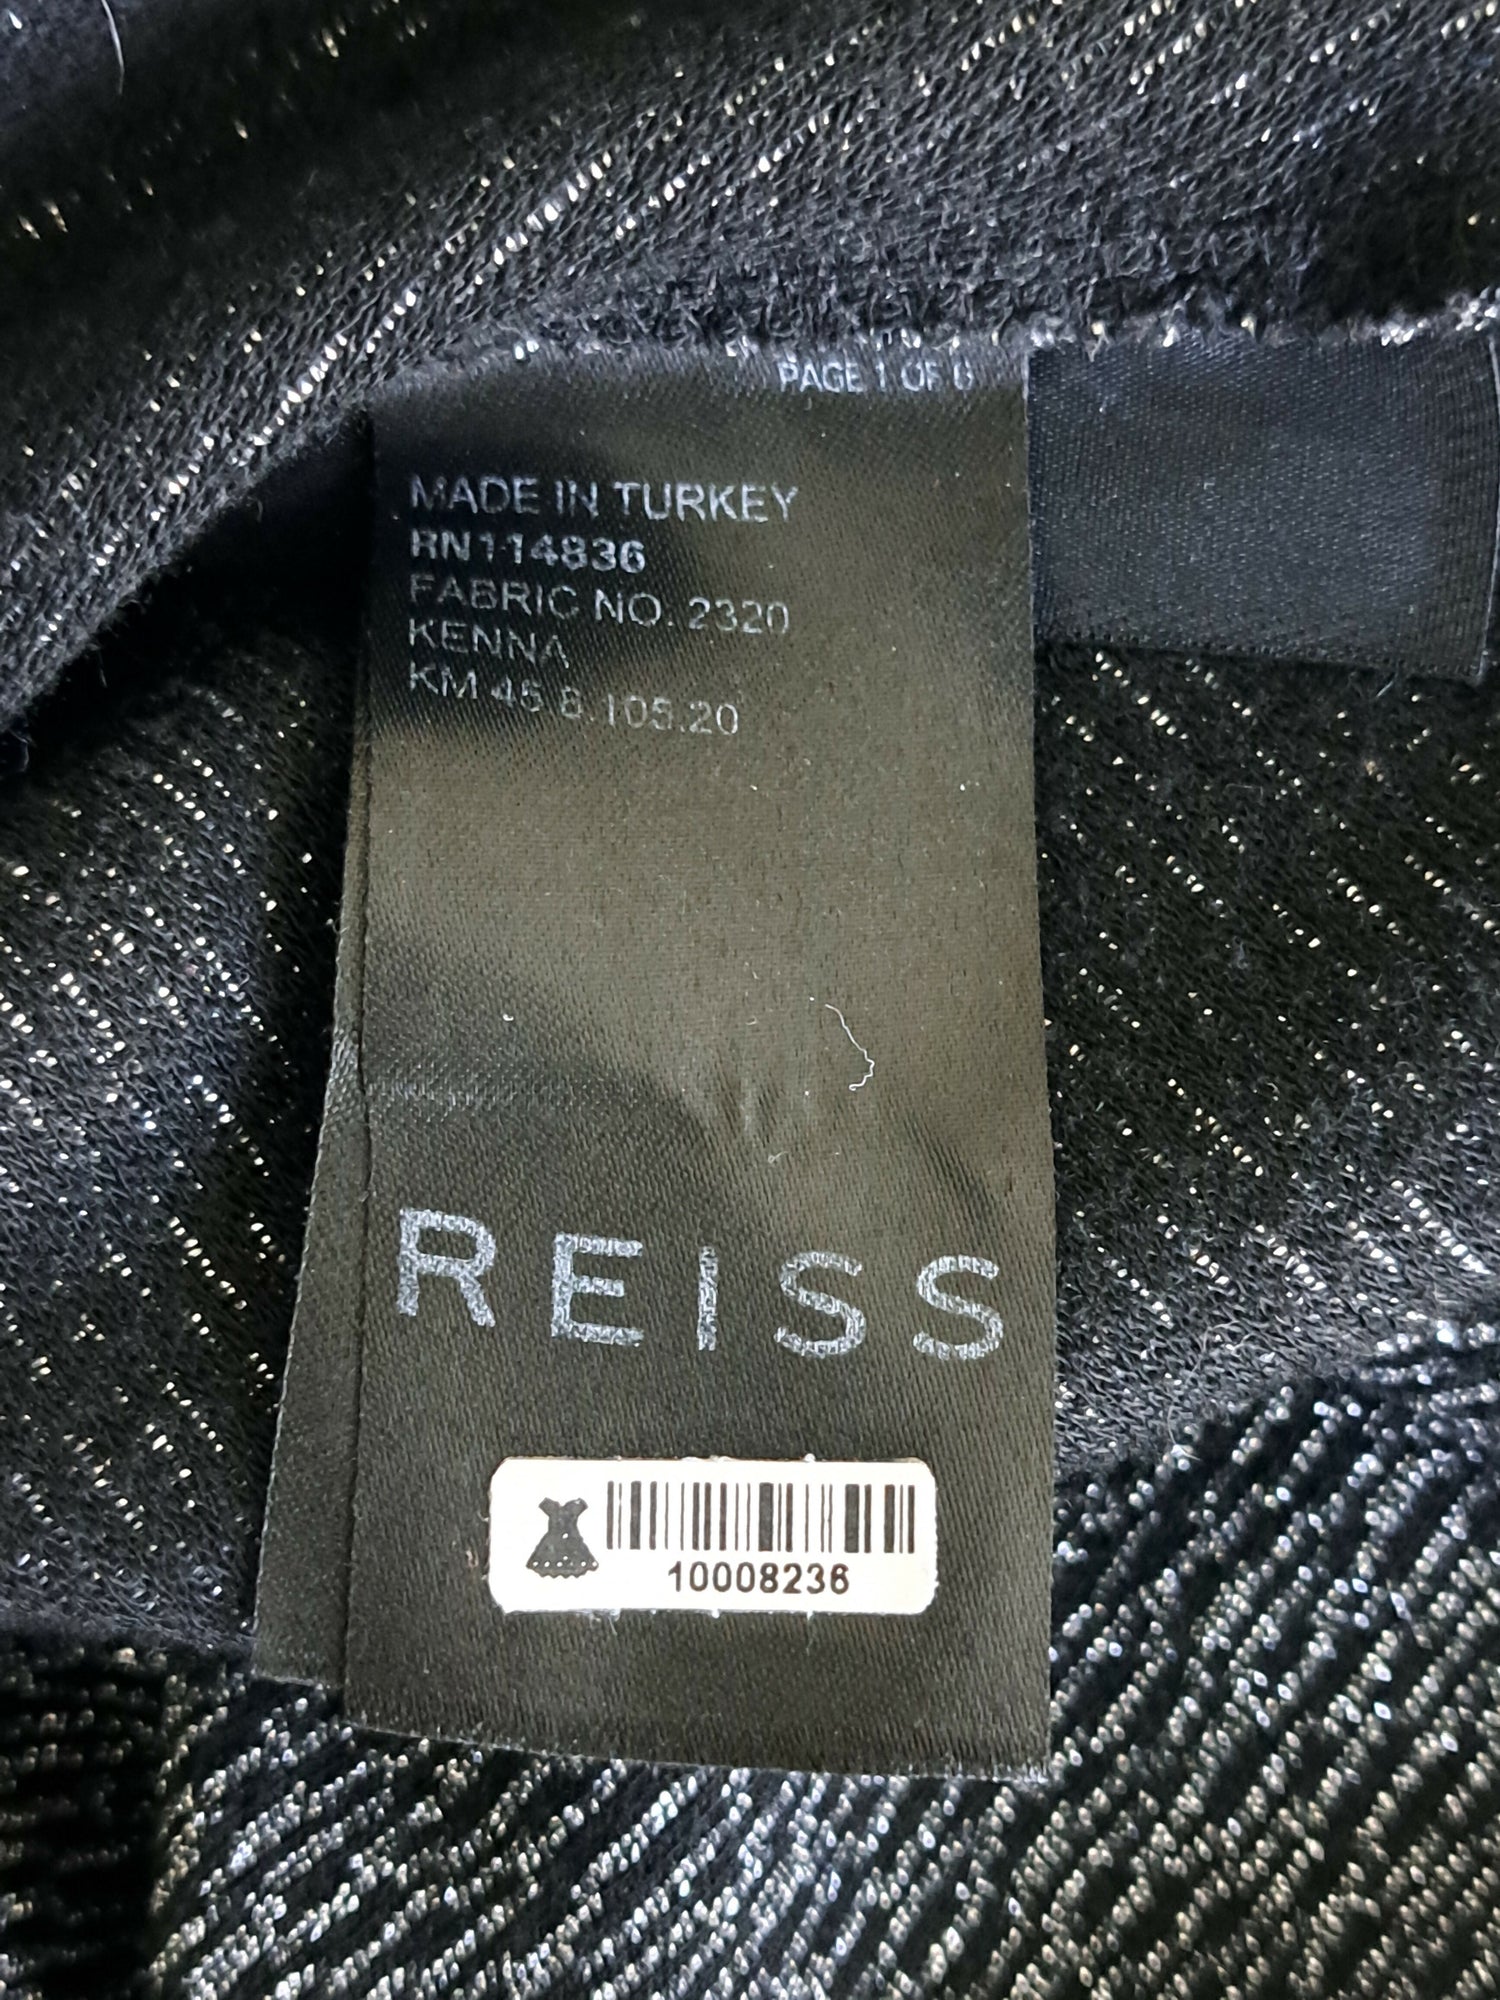 PAGE 1 OF 6
MADE IN TURKEY
RN114836
FABRIC NO. 2320
KENNA
KM 45.8.105.20
REISS
10008236